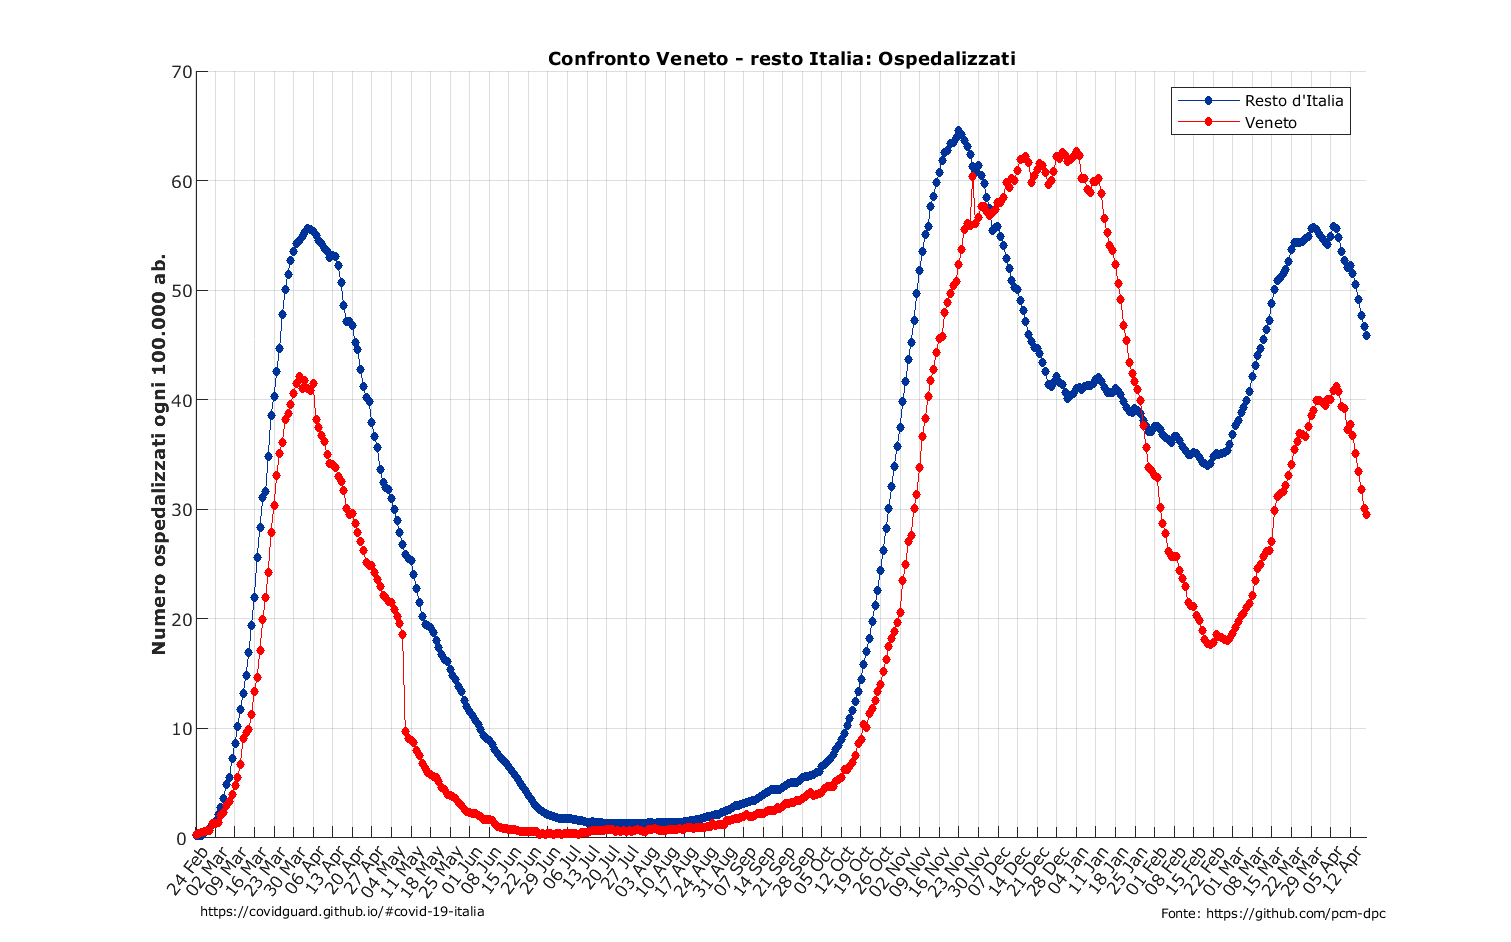 Confronto Veneto - resto Italia: Ospedalizzati
Resto d'Italia
Veneto
Numero ospedalizzati ogni 100.000 ab.
70
60
50
40
30
20
10
0
24 Feb
02 Mar
09 Mar
16 Mar
23 Mar
30 Mar
06 Apr
13 Apr
20 Apr
27 Apr
04 May
11 May
18 May
25 May
01 Jun
08 Jun
15 Jun
22 Jun
29 Jun
06 Jul
13 Jul
20 Jul
27 Jul
03 Aug
10 Aug
17 Aug
24 Aug
31 Aug
07 Sep
14 Sep
21 Sep
28 Sep
05 Oct
12 Oct
19 Oct
26 Oct
02 Nov
09 Nov
16 Nov
23 Nov
30 Nov
07 Dec
14 Dec
21 Dec
28 Dec
04 Jan
11 Jan
18 Jan
25 Jan
01 Feb
08 Feb
15 Feb
22 Feb
01 Mar
08 Mar
15 Mar
22 Mar
29 Mar
05 Apr
12 Apr
https://covidguard.github.io/#covid-19-italia
Fonte: https://github.com/pcm-dpc